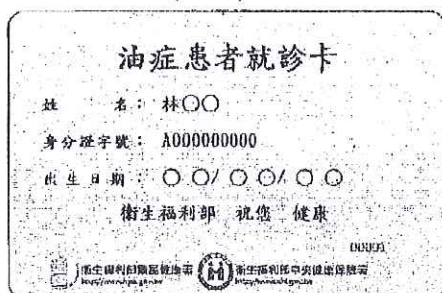 油症患者就診卡
姓　　名：林〇〇
身分證字號：A000000000
出生日期：〇〇/〇〇/〇〇
衛生福利部　祝您　健康
衛生福利部國民健康署　衛生福利部中央健康保險署